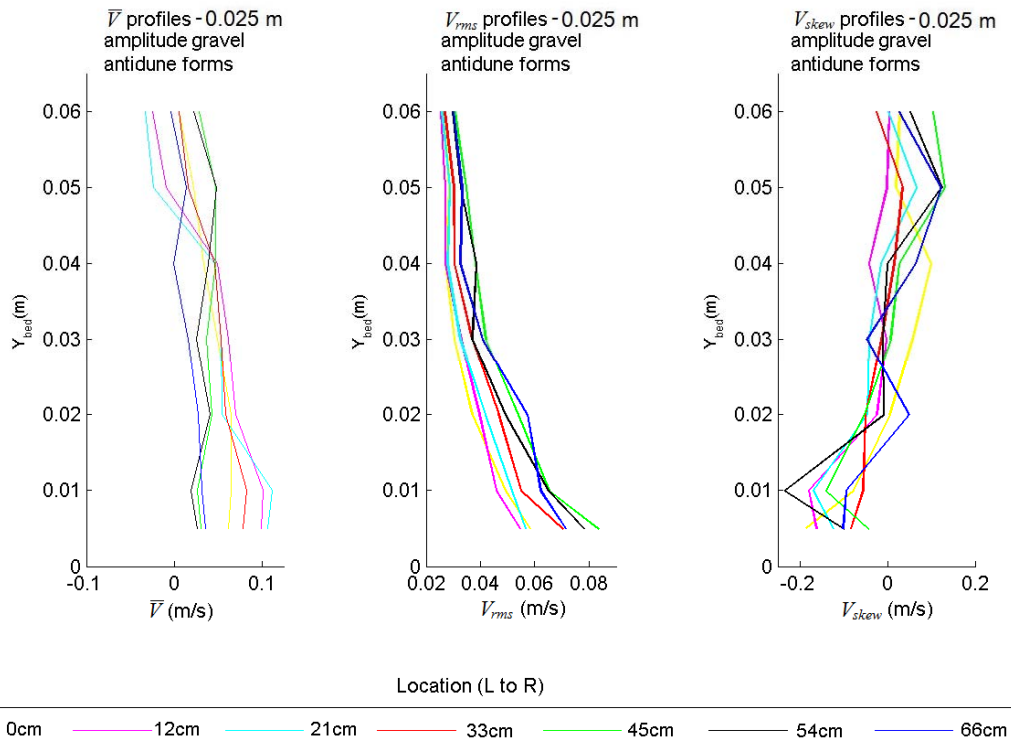 V̅ profiles - 0.025 m
amplitude gravel
antidune forms
0.06
0.05
0.04
0.03
0.02
0.01
0
Y_bed(m)
-0.1 0 0.1
V̅ (m/s)
V_rms profiles - 0.025 m
amplitude gravel
antidune forms
0.06
0.05
0.04
0.03
0.02
0.01
0
Y_bed(m)
0.02 0.04 0.06 0.08
V_rms (m/s)
V_skew profiles - 0.025 m
amplitude gravel
antidune forms
0.06
0.05
0.04
0.03
0.02
0.01
0
Y_bed(m)
-0.2 0 0.2
V_skew (m/s)
Location (L to R)
0cm 12cm 21cm 33cm 45cm 54cm 66cm